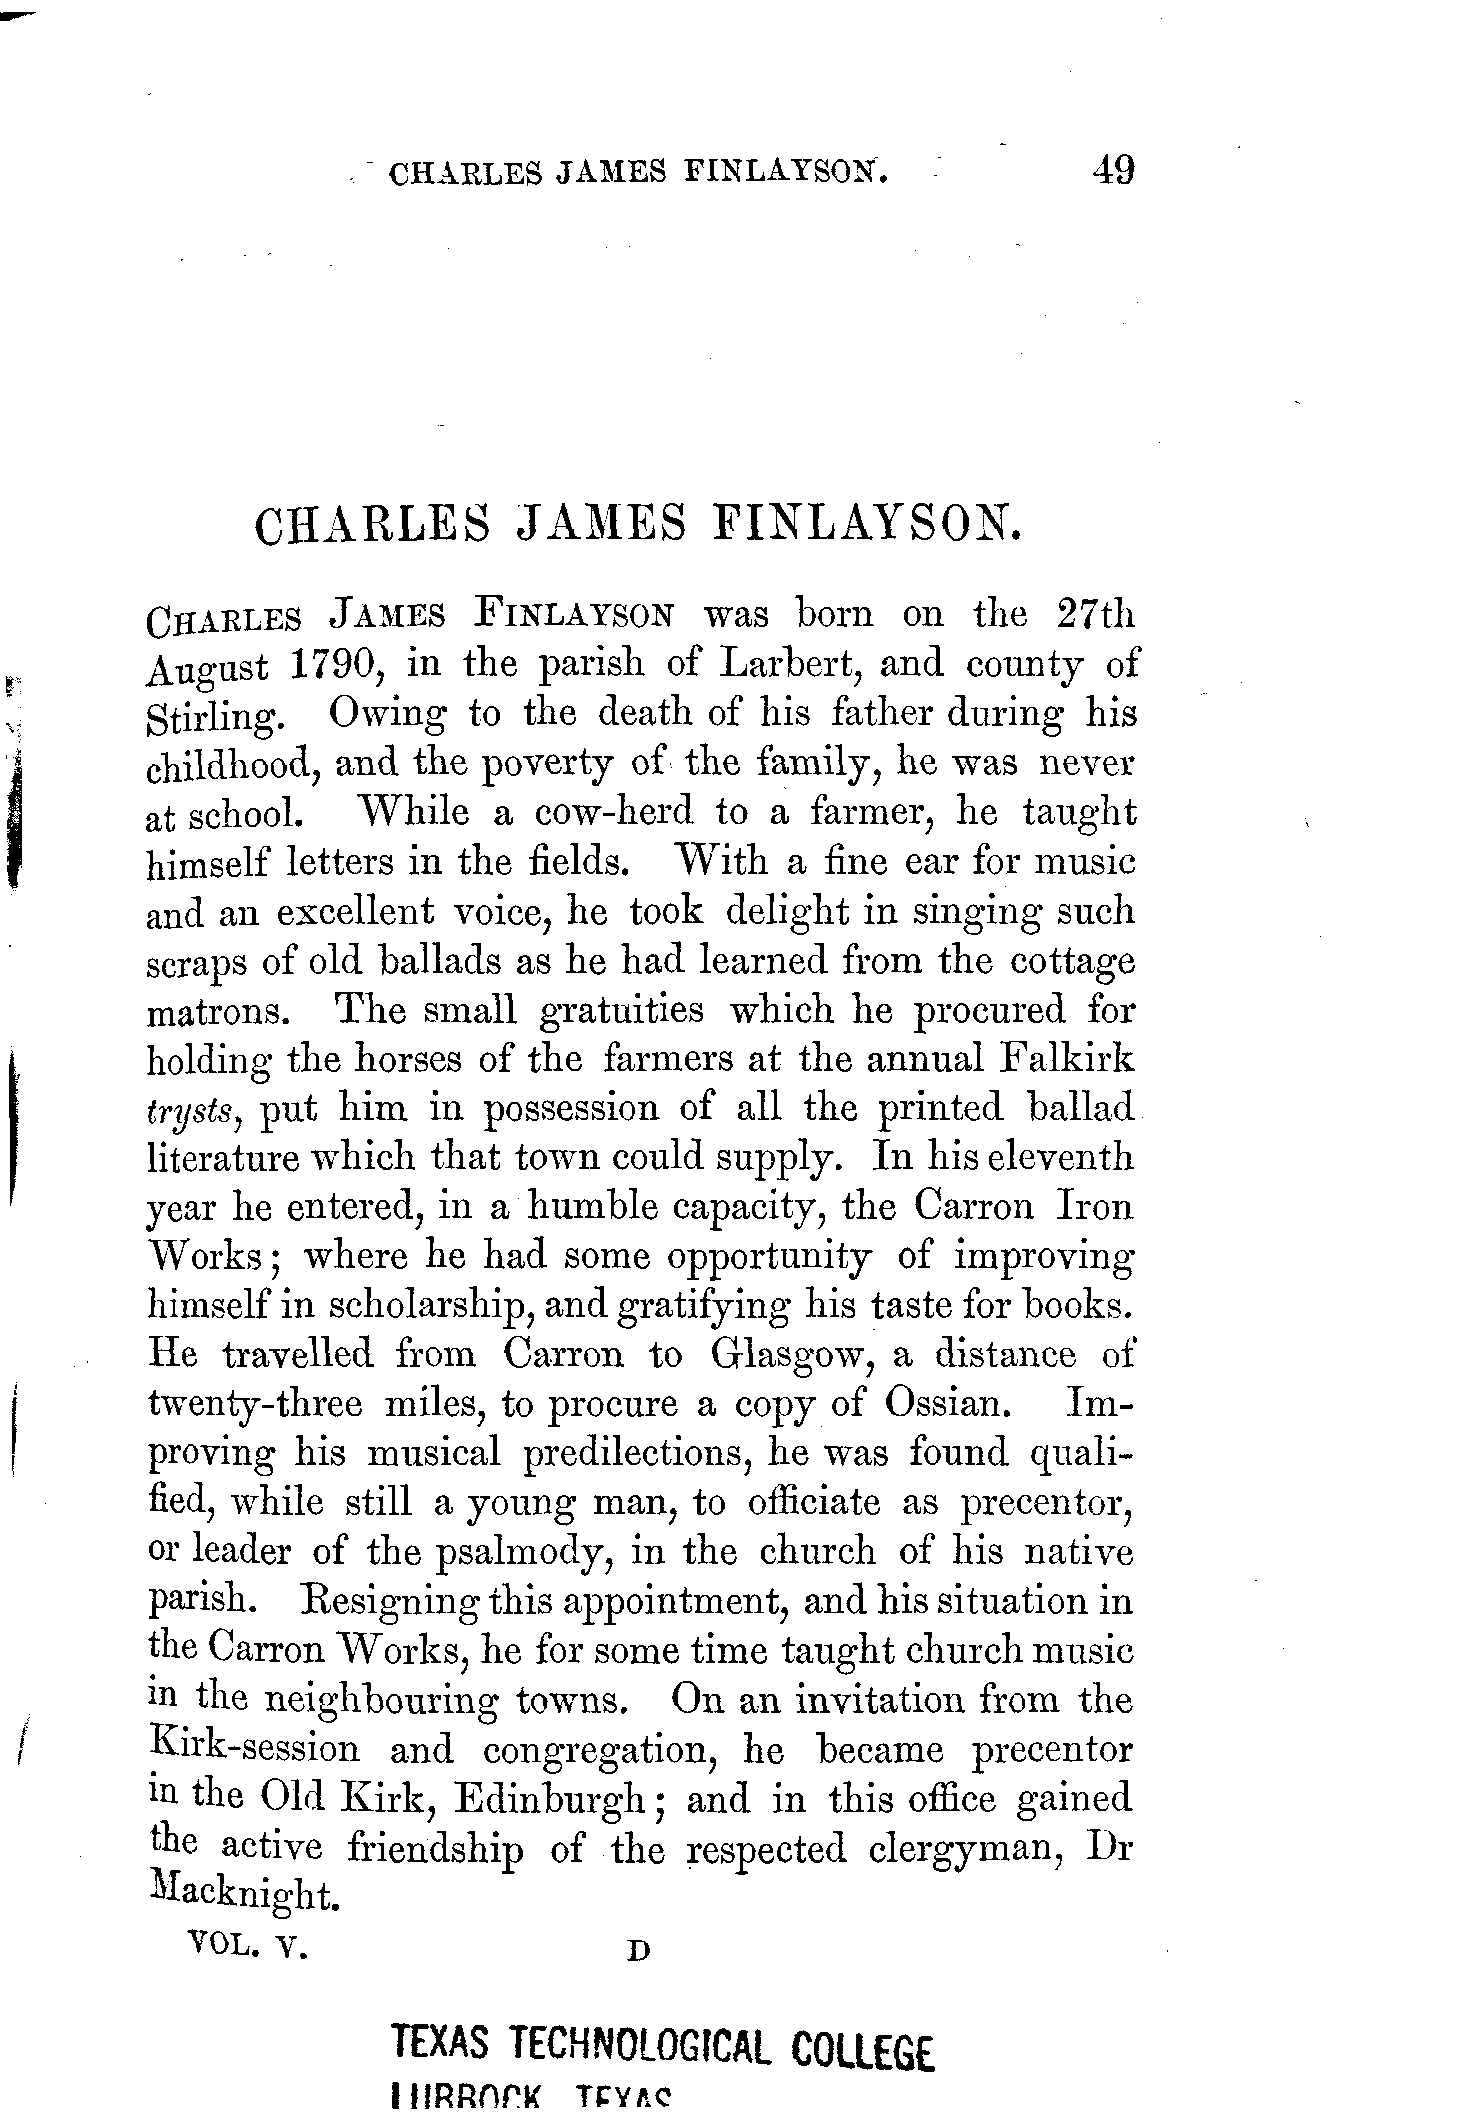 CHARLES JAMES FINLAYSON. 49
CHARLES JAMES FINLAYSON.
CHARLES JAMES FINLAYSON was born on the 27th
August 1790, in the parish of Larbert, and county of
Stirling. Owing to the death of his father during his
childhood, and the poverty of the family, he was never
at school. While a cow-herd to a farmer, he taught
himself letters in the fields. With a fine ear for music
and an excellent voice, he took delight in singing such
scraps of old ballads as he had learned from the cottage
matrons. The small gratuities which he procured for
holding the horses of the farmers at the annual Falkirk
trysts, put him in possession of all the printed ballad
literature which that town could supply. In his eleventh
year he entered, in a humble capacity, the Carron Iron
Works; where he had some opportunity of improving
himself in scholarship, and gratifying his taste for books.
He travelled from Carron to Glasgow, a distance of
twenty-three miles, to procure a copy of Ossian. Im-
proving his musical predilections, he was found quali-
fied, while still a young man, to officiate as precentor,
or leader of the psalmody, in the church of his native
parish. Resigning this appointment, and his situation in
the Carron Works, he for some time taught church music
in the neighbouring towns. On an invitation from the
Kirk-session and congregation, he became precentor
in the Old Kirk, Edinburgh; and in this office gained
the active friendship of the respected clergyman, Dr
Macknight.
VOL. V. D
TEXAS TECHNOLOGICAL COLLEGE
LUBBOCK, TEXAS